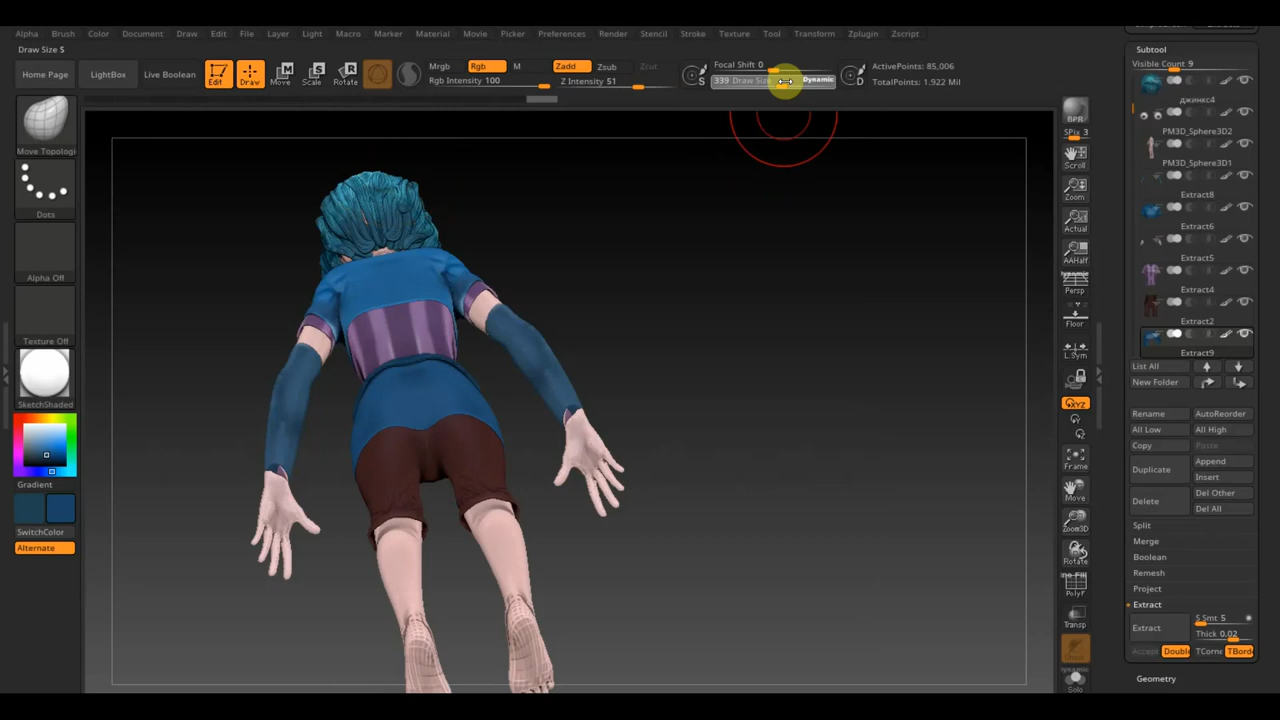 Alpha Brush Color Document Draw Edit File Layer Light Macro Marker Material Movie Picker Preferences Render Stencil Stroke Texture Tool Transform Zplugin Zscript
Draw Size S
Home Page LightBox Live Boolean Edit Draw Move Scale Rotate
Mrgb Rgb M Zadd Zsub Zcut
Rgb Intensity 100 Z Intensity 51
S Focal Shift 0 D
339 Draw Size Dynamic
ActivePoints: 85,006
TotalPoints: 1.922 Mil
Move Topologi
Dots
Alpha Off
Texture Off
SketchShaded
Gradient
SwitchColor
Alternate
BPR
SPix 3
Scroll
Zoom
Actual
AAHalf
Dynamic
Persp
Floor
L.Sym
XYZ
Y
Z
Frame
Move
Zoom3D
Rotate
PolyF
Transp
Dynamic
Solo
Subtool
Visible Count 9
джинкс4
PM3D_Sphere3D2
PM3D_Sphere3D1
Extract8
Extract6
Extract5
Extract4
Extract2
Extract9
List All
New Folder
Rename AutoReorder
All Low All High
Copy Paste
Duplicate Append
Insert
Delete Del Other
Del All
Split
Merge
Boolean
Remesh
Project
Extract
Extract S Smt 5
Thick 0.02
Accept Double TCorne TBorde
Geometry